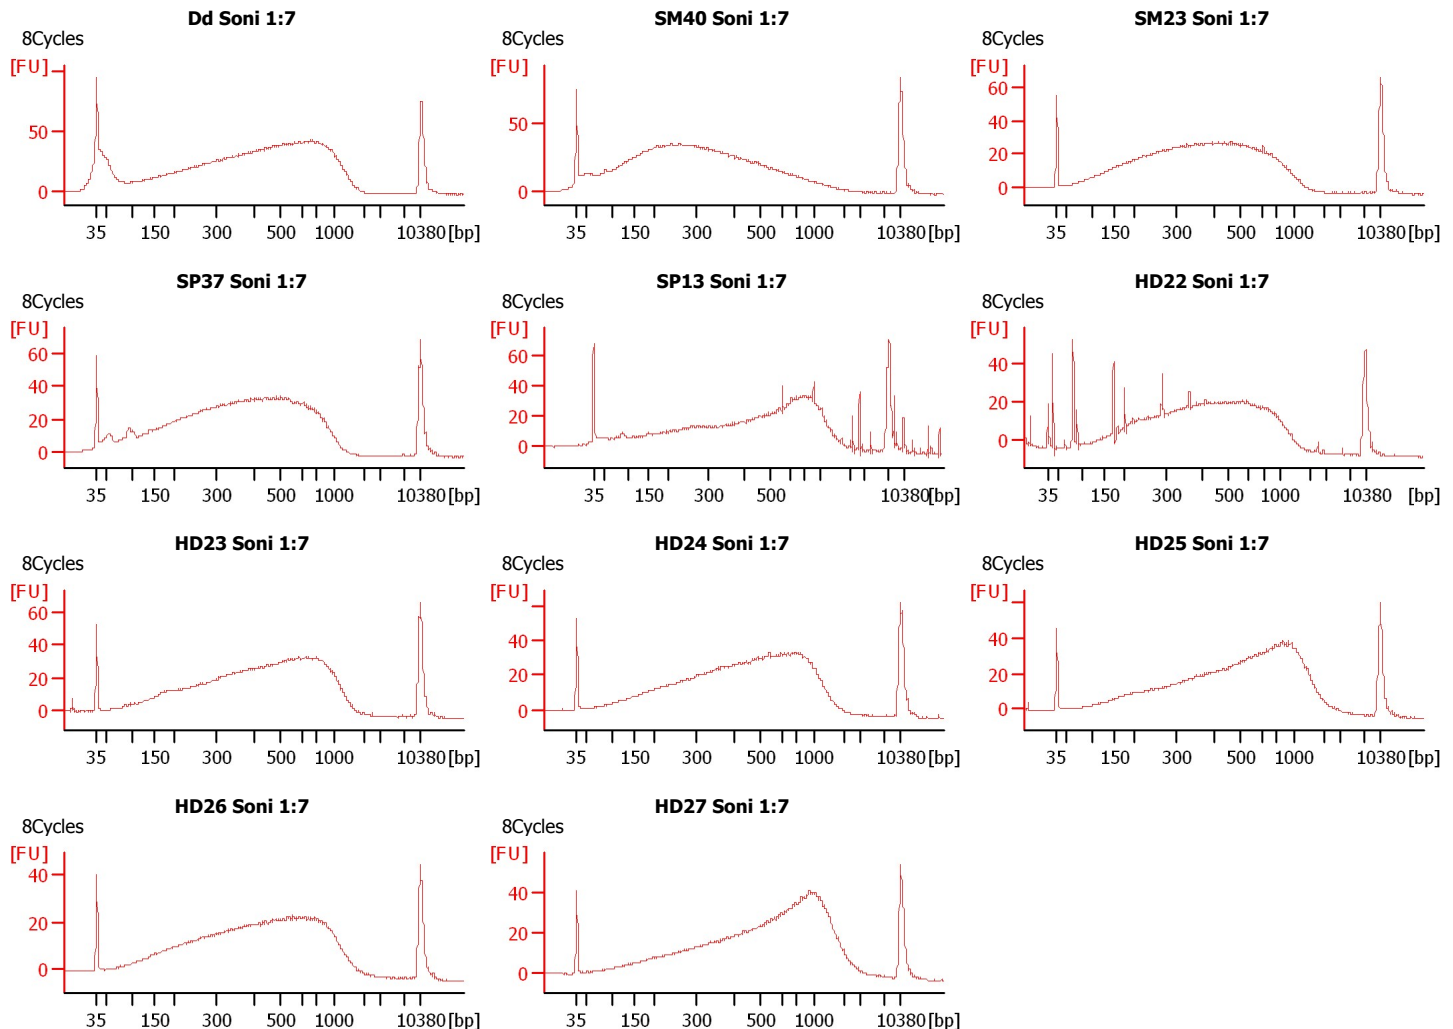 Dd Soni 1:7
8Cycles
[FU]
50
0
35 150 300 500 1000 10380 [bp]
SM40 Soni 1:7
8Cycles
[FU]
50
0
35 150 300 500 1000 10380 [bp]
SM23 Soni 1:7
8Cycles
[FU]
60
40
20
0
35 150 300 500 1000 10380 [bp]
SP37 Soni 1:7
8Cycles
[FU]
60
40
20
0
35 150 300 500 1000 10380 [bp]
SP13 Soni 1:7
8Cycles
[FU]
60
40
20
0
35 150 300 500 10380 [bp]
HD22 Soni 1:7
8Cycles
[FU]
40
20
0
35 150 300 500 1000 10380 [bp]
HD23 Soni 1:7
8Cycles
[FU]
60
40
20
0
35 150 300 500 1000 10380 [bp]
HD24 Soni 1:7
8Cycles
[FU]
40
20
0
35 150 300 500 1000 10380 [bp]
HD25 Soni 1:7
8Cycles
[FU]
40
20
0
35 150 300 500 1000 10380 [bp]
HD26 Soni 1:7
8Cycles
[FU]
40
20
0
35 150 300 500 1000 10380 [bp]
HD27 Soni 1:7
8Cycles
[FU]
40
20
0
35 150 300 500 1000 10380 [bp]